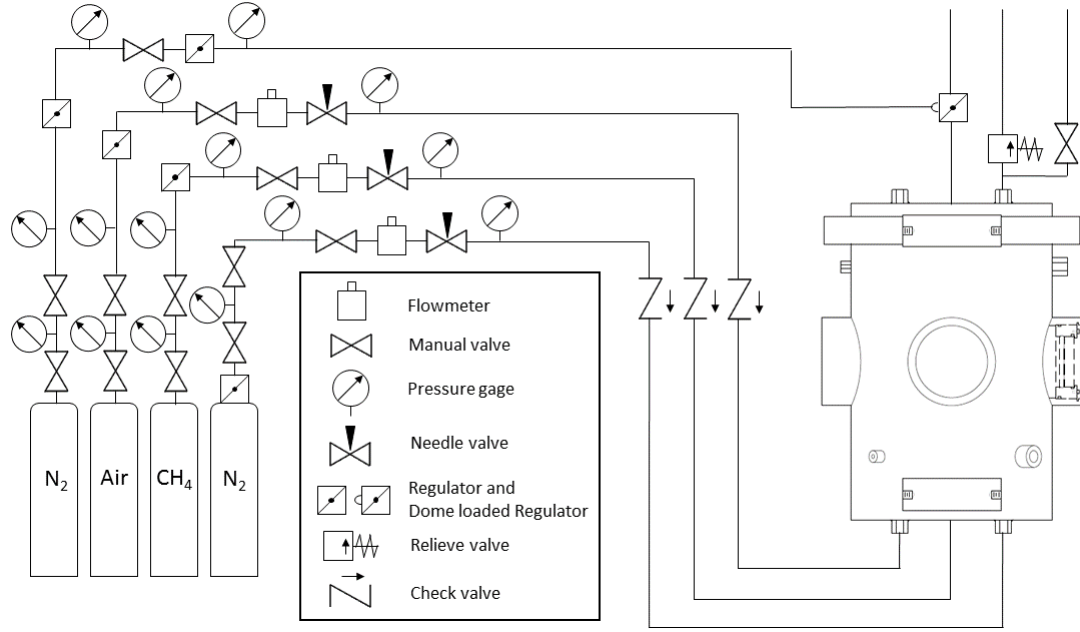 Flowmeter
Manual valve
Pressure gage
Needle valve
Regulator and
Dome loaded Regulator
Relieve valve
Check valve
N₂
Air
CH₄
N₂